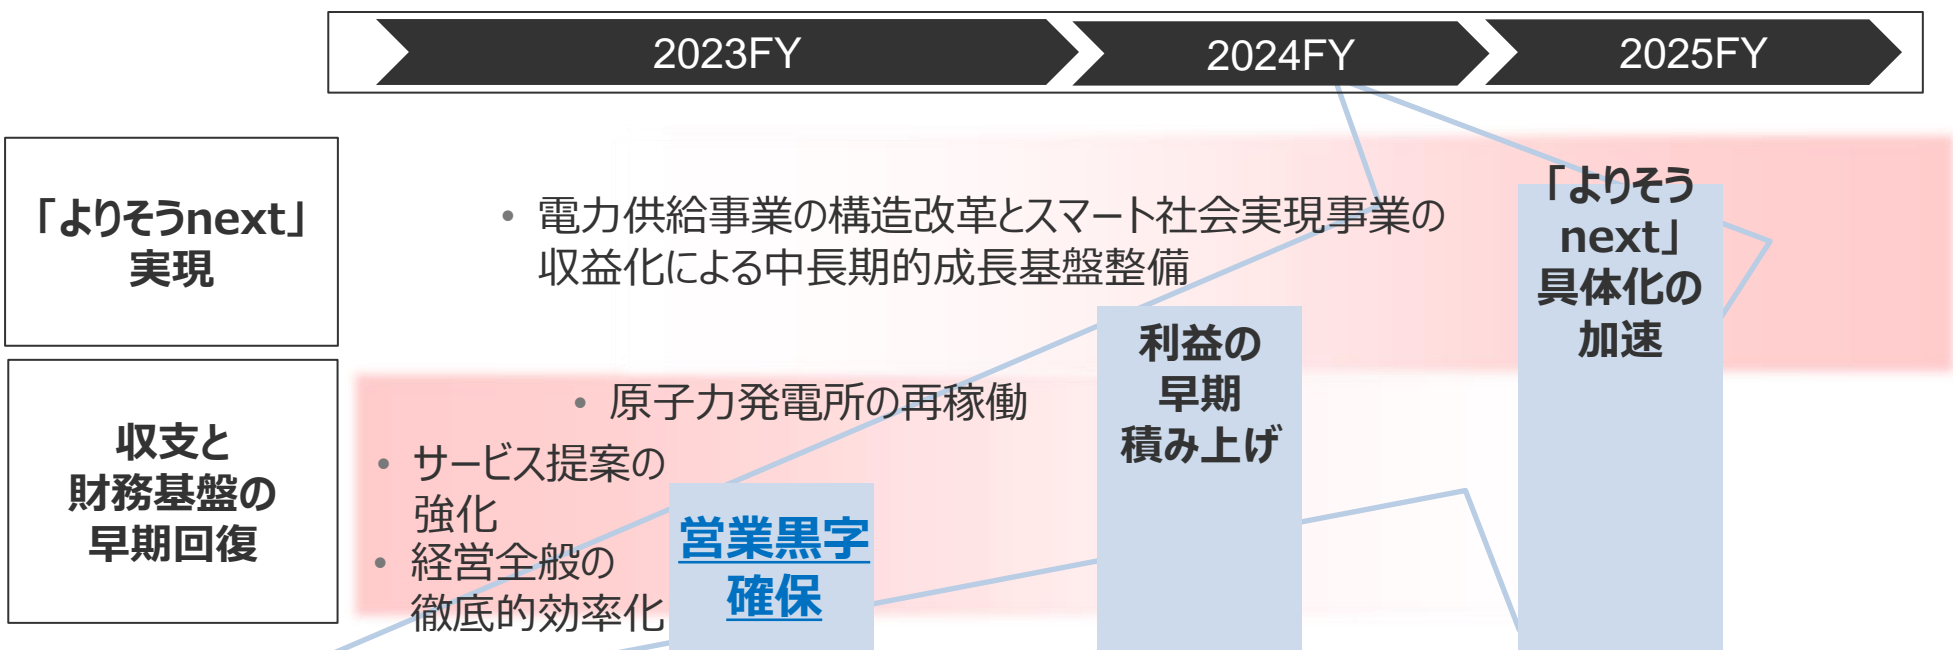 2023FY
2024FY
2025FY
「よりそうnext」
実現
• 電力供給事業の構造改革とスマート社会実現事業の
収益化による中長期的成長基盤整備
「よりそう
next」
具体化の
加速
利益の
早期
積み上げ
収支と
財務基盤の
早期回復
• 原子力発電所の再稼働
• サービス提案の
強化
• 経営全般の
徹底的効率化
営業黒字
確保